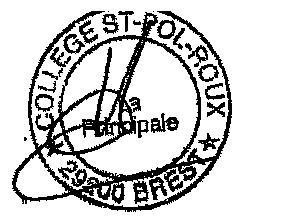 COLLEGE ST-POL-ROUX
La
Principale
29200 BREST